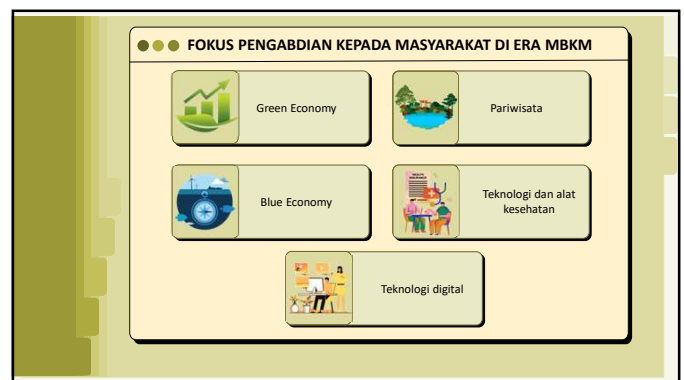 FOKUS PENGABDIAN KEPADA MASYARAKAT DI ERA MBKM
Green Economy
Pariwisata
Blue Economy
Teknologi dan alat
kesehatan
Teknologi digital